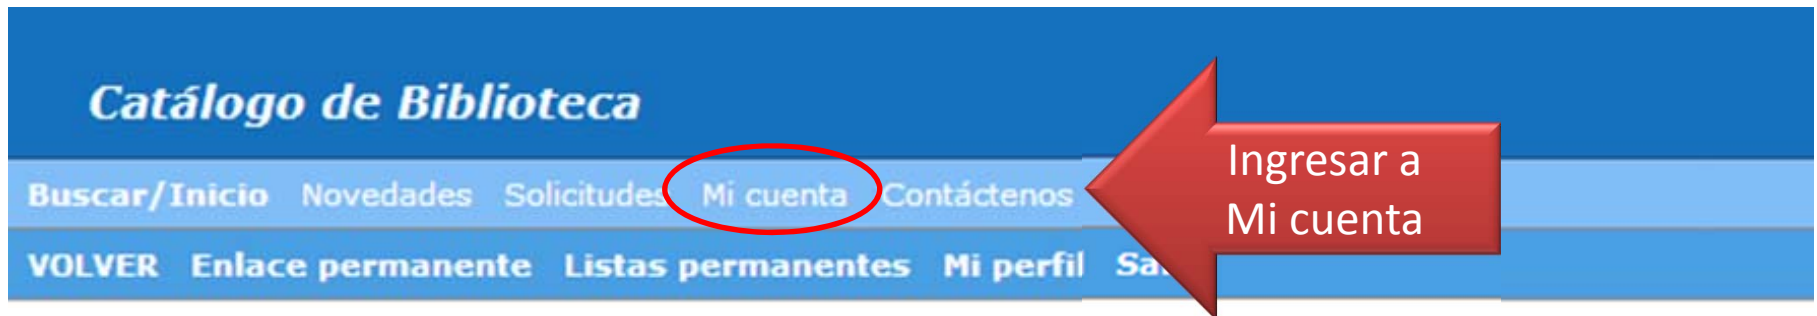 Catálogo de Biblioteca
Buscar/Inicio Novedades Solicitudes Mi cuenta Contáctenos
VOLVER Enlace permanente Listas permanentes Mi perfil
Ingresar a
Mi cuenta